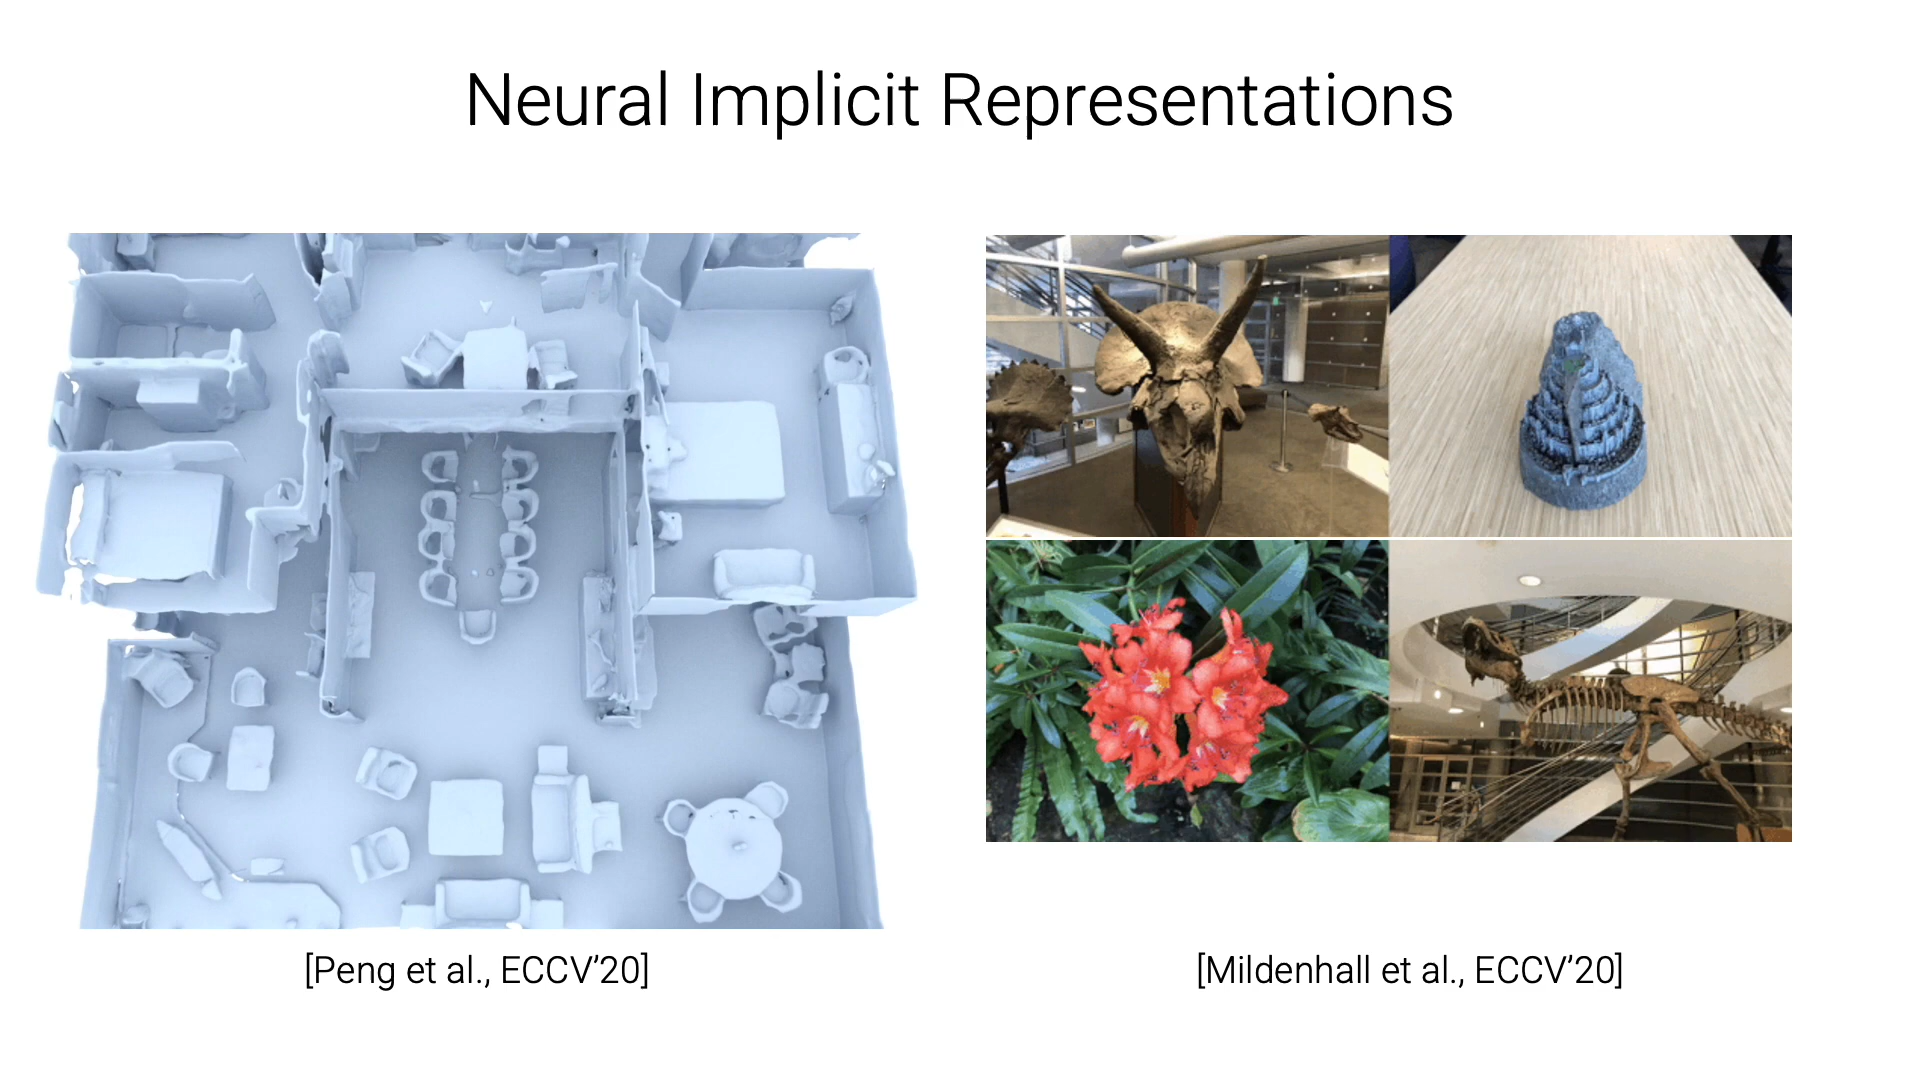 Neural Implicit Representations
[Peng et al., ECCV’20]
[Mildenhall et al., ECCV’20]